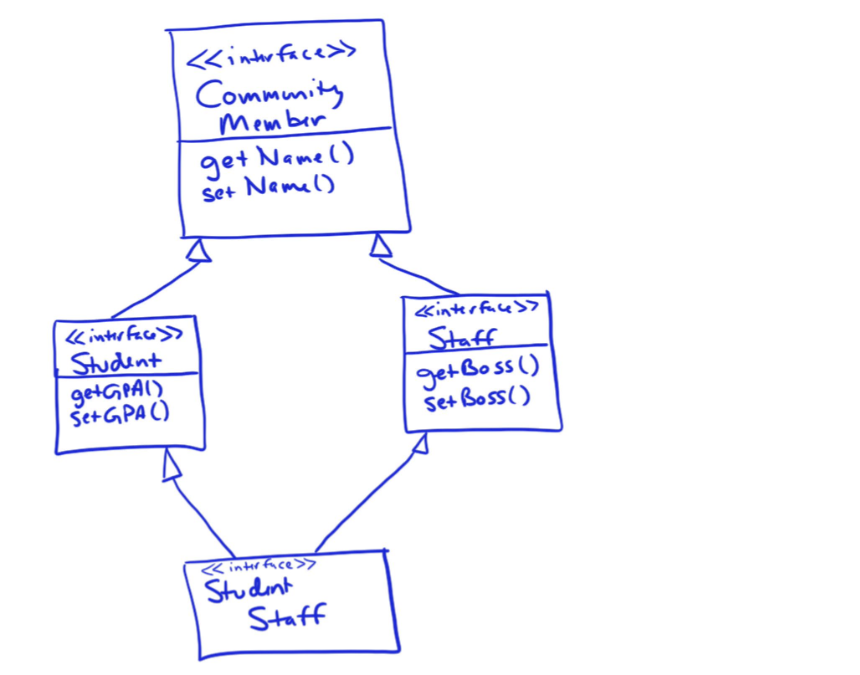 <<interface>>
Community
Member
getName()
setName()
<<interface>>
Student
getGPA()
setGPA()
<<interface>>
Staff
getBoss()
setBoss()
<<interface>>
Student
Staff